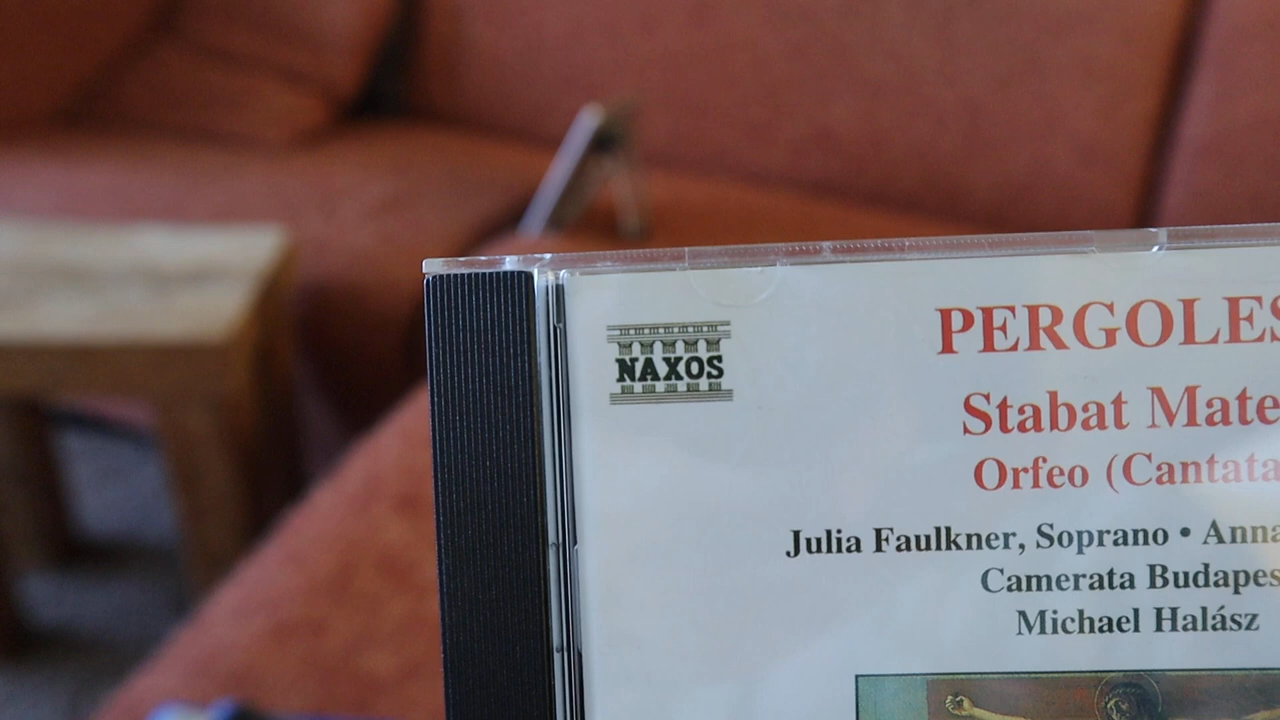 NAXOS
PERGOLES
Stabat Mate
Orfeo (Cantata
Julia Faulkner, Soprano • Anna
Camerata Budapes
Michael Halász